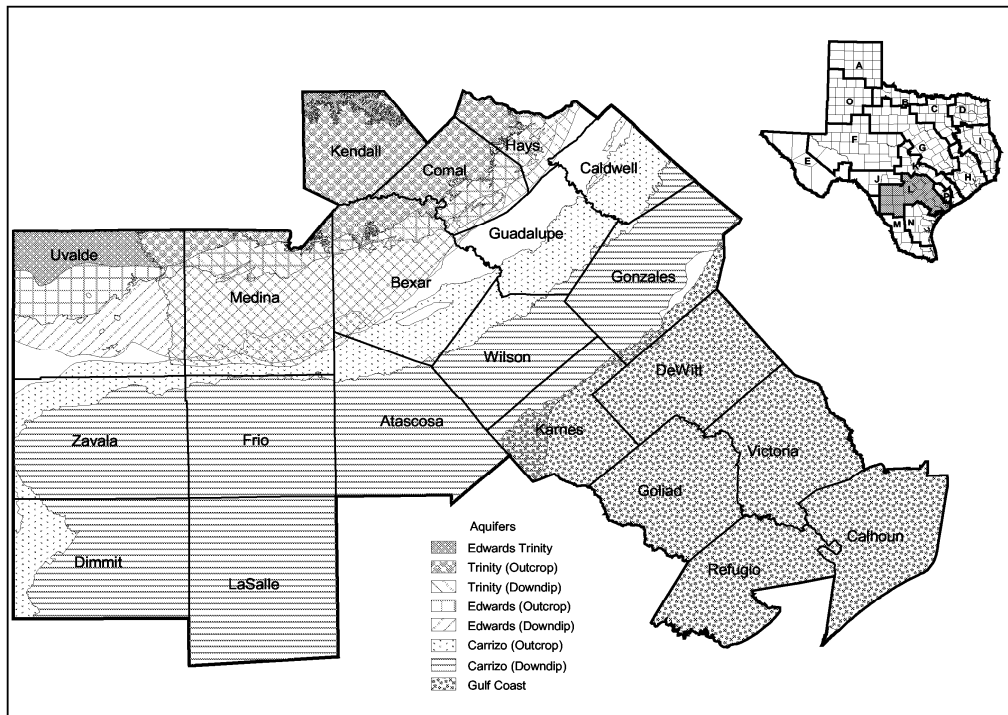 Kendall
Comal
Hays
Caldwell
Guadalupe
Uvalde
Medina
Bexar
Gonzales
Wilson
DeWitt
Atascosa
Karnes
Zavala
Frio
Victoria
Goliad
Calhoun
Dimmit
LaSalle
Refugio
Aquifers
Edwards Trinity
Trinity (Outcrop)
Trinity (Downdip)
Edwards (Outcrop)
Edwards (Downdip)
Carrizo (Outcrop)
Carrizo (Downdip)
Gulf Coast
A
O
B
C
D
F
G
E
K
H
J
L
M
N